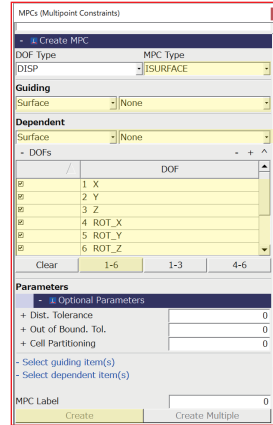 MPCs (Multipoint Constraints)
- Create MPC
DOF Type MPC Type
DISP ISURFACE
Guiding
Surface None
Dependent
Surface None
- DOFs - + ^
/ DOF
1 X
2 Y
3 Z
4 ROT_X
5 ROT_Y
6 ROT_Z
Clear 1-6 1-3 4-6
Parameters
- Optional Parameters
+ Dist. Tolerance 0
+ Out of Bound. Tol. 0
+ Cell Partitioning 0
- Select guiding item(s)
- Select dependent item(s)
MPC Label 0
Create Create Multiple